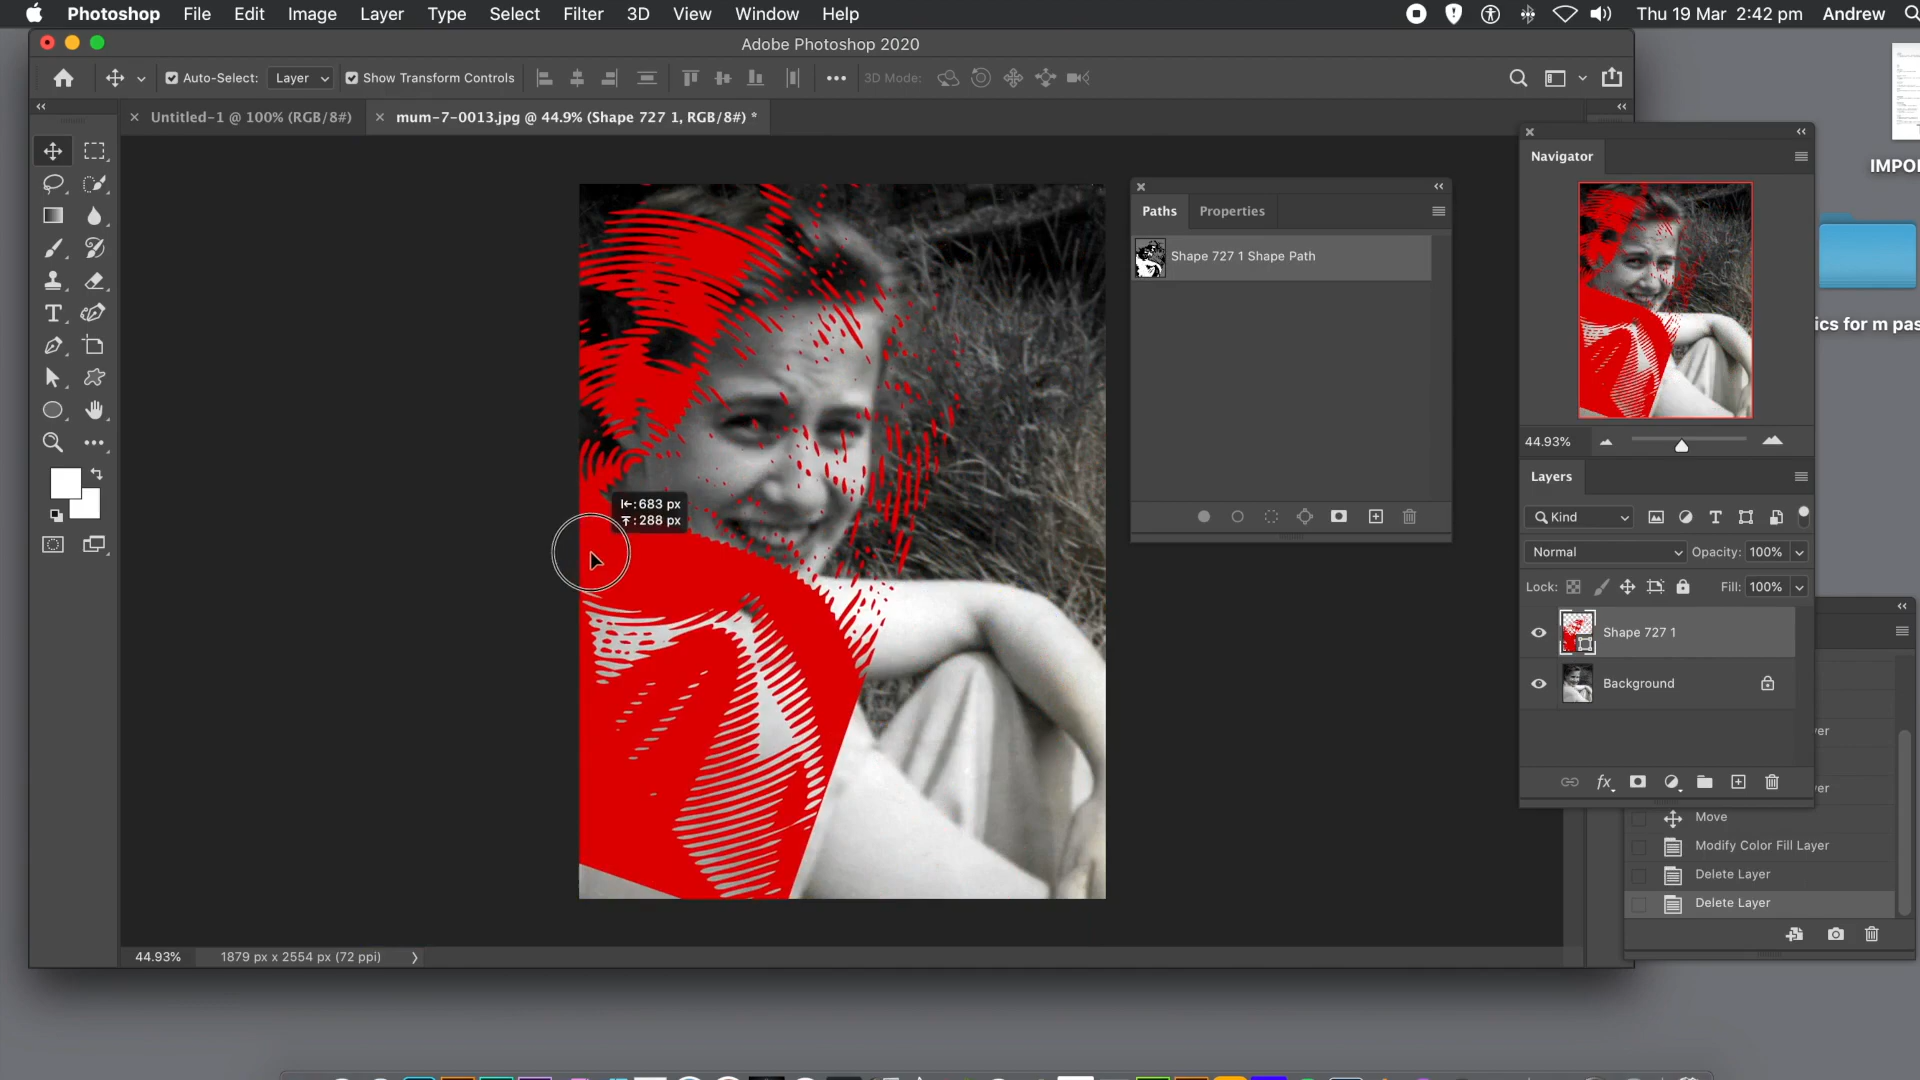 Photoshop File Edit Image Layer Type Select Filter 3D View Window Help Thu 19 Mar 2:42 pm Andrew
Adobe Photoshop 2020
Auto-Select: Layer Show Transform Controls 3D Mode:
Untitled-1 @ 100% (RGB/8#) mum-7-0013.jpg @ 44.9% (Shape 727 1, RGB/8#) *
Navigator
IMPOR
Paths Properties
Shape 727 1 Shape Path
ics for m pas
44.93%
Layers
683 px
288 px
Kind
Normal Opacity: 100%
Lock: Fill: 100%
Shape 727 1
Background
fx
yer
yer
Move
Modify Color Fill Layer
Delete Layer
Delete Layer
44.93% 1879 px x 2554 px (72 ppi)